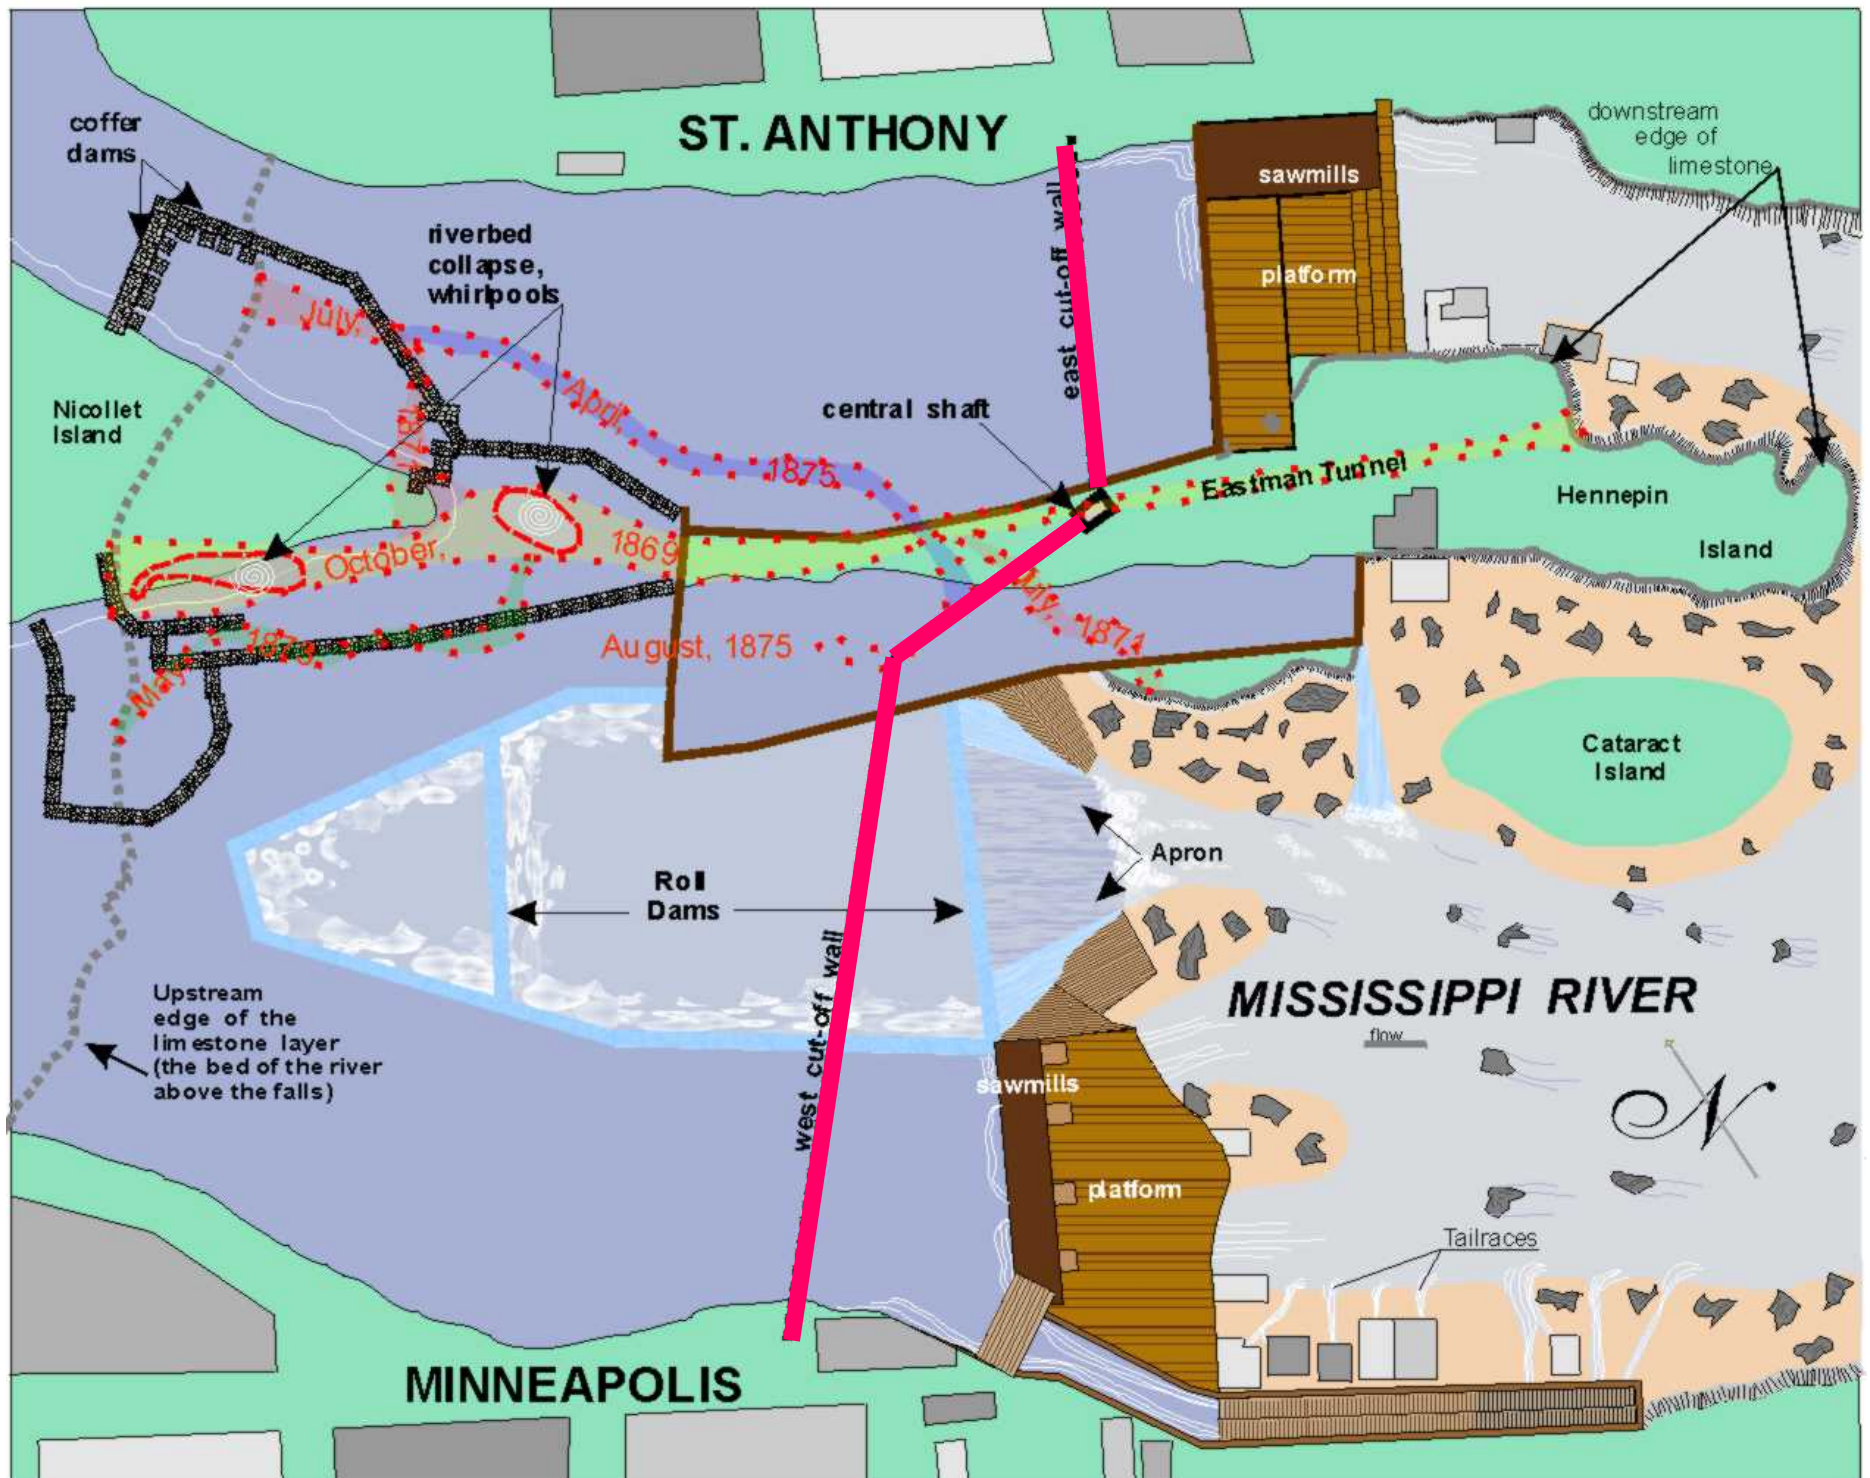 ST. ANTHONY
coffer
dams
downstream
edge of
limestone
sawmills
platform
east cut-off wall
riverbed
collapse,
whirlpools
July,
April,
1875
Nicollet
Island
central shaft
Eastman Tunnel
Hennepin
Island
October,
1869
July,
1871
May
1873
August, 1875
Cataract
Island
Apron
Roll
Dams
west cut-off wall
MISSISSIPPI RIVER
flow
N
Upstream
edge of the
limestone layer
(the bed of the river
above the falls)
sawmills
platform
Tailraces
MINNEAPOLIS